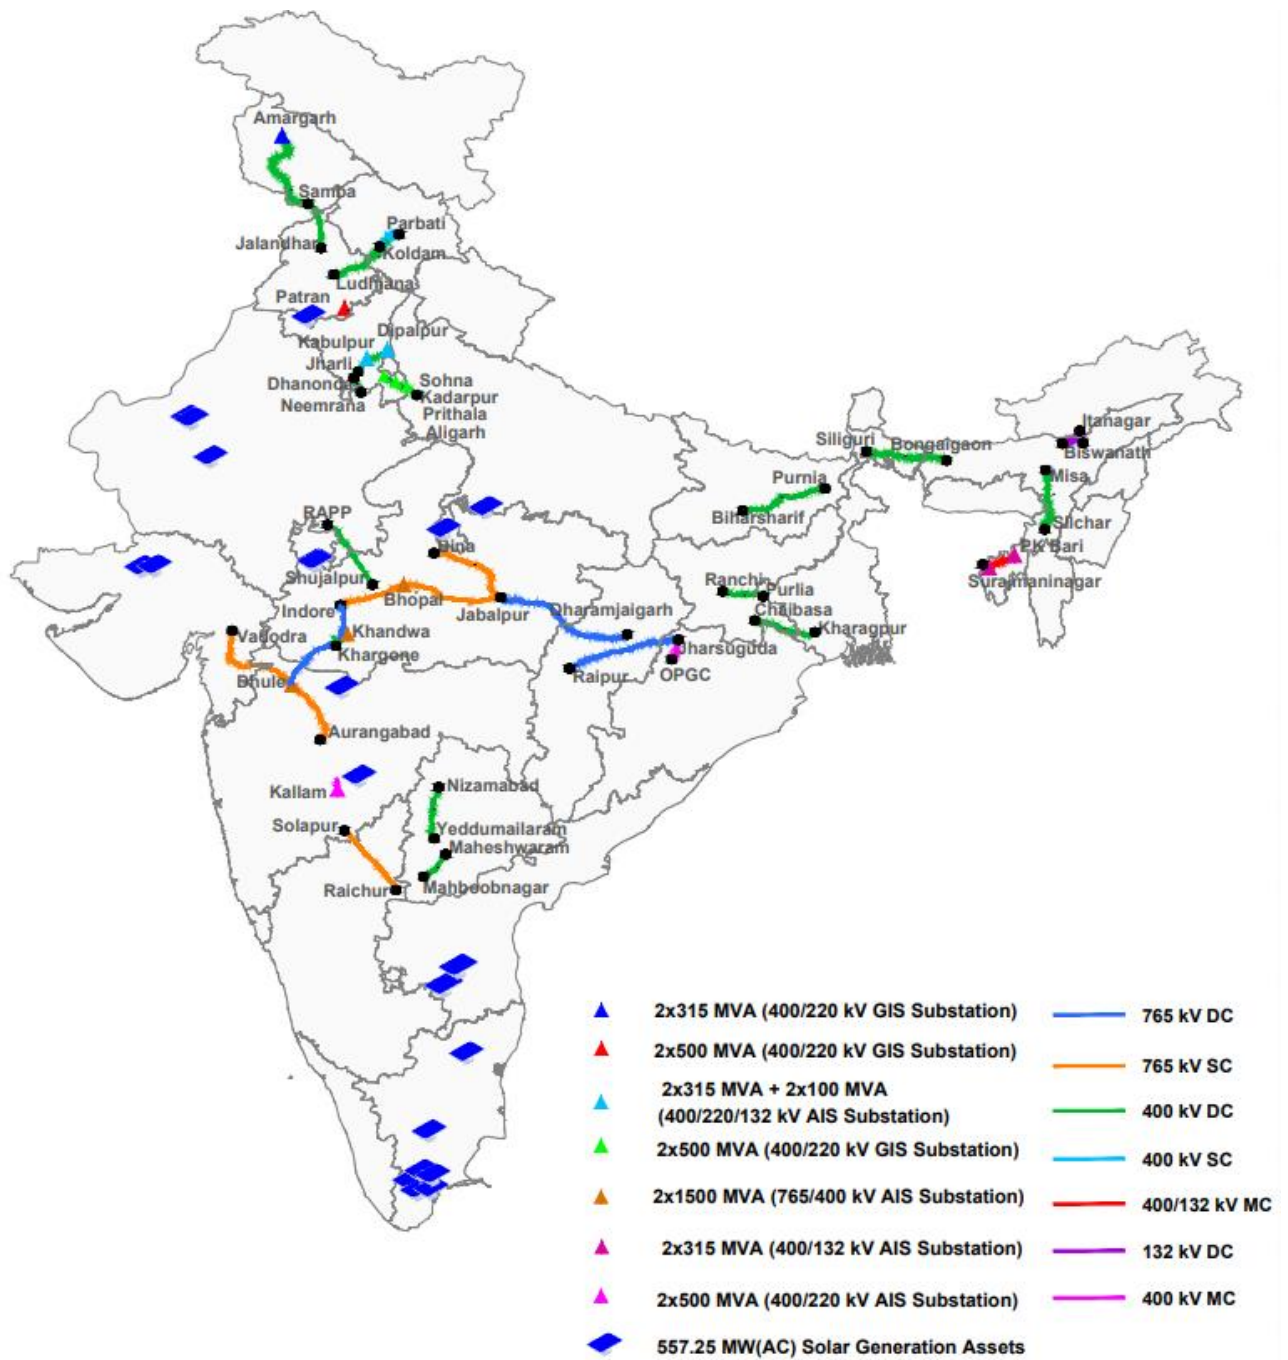 Amargarh
Samba
Jalandhar
Parbati
Koldam
Ludhiana
Patran
Dipalpur
Kabulpur
Jharli
Dhanonda
Neemrana
Sohna
Kadarpur
Prithala
Aligarh
Itanagar
Siliguri
Bongaigaon
Biswanath
Misa
Purnia
Biharsharif
Silchar
PK Bari
Surajmaninagar
RAPP
Bina
Shujalpur
Bhopal
Indore
Jabalpur
Ranchi
Purlia
Dharamjaigarh
Chaibasa
Kharagpur
Vadodra
Khandwa
Khargone
Jharsuguda
Raipur
OPGC
Dhule
Aurangabad
Kallam
Nizamabad
Solapur
Yeddumailaram
Maheshwaram
Raichur
Mahboobnagar
2x315 MVA (400/220 kV GIS Substation)
2x500 MVA (400/220 kV GIS Substation)
2x315 MVA + 2x100 MVA
(400/220/132 kV AIS Substation)
2x500 MVA (400/220 kV GIS Substation)
2x1500 MVA (765/400 kV AIS Substation)
2x315 MVA (400/132 kV AIS Substation)
2x500 MVA (400/220 kV AIS Substation)
557.25 MW(AC) Solar Generation Assets
765 kV DC
765 kV SC
400 kV DC
400 kV SC
400/132 kV MC
132 kV DC
400 kV MC